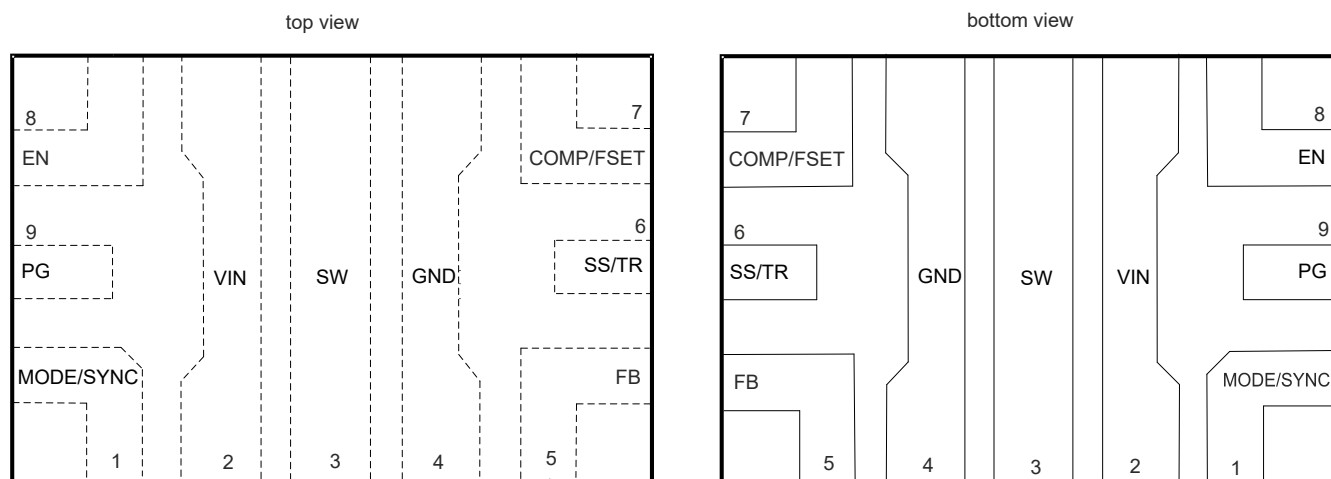 top view
8
7
EN
COMP/FSET
9
6
PG
SS/TR
VIN
SW
GND
MODE/SYNC
FB
1
2
3
4
5
bottom view
7
8
COMP/FSET
EN
6
9
SS/TR
PG
GND
SW
VIN
FB
MODE/SYNC
5
4
3
2
1